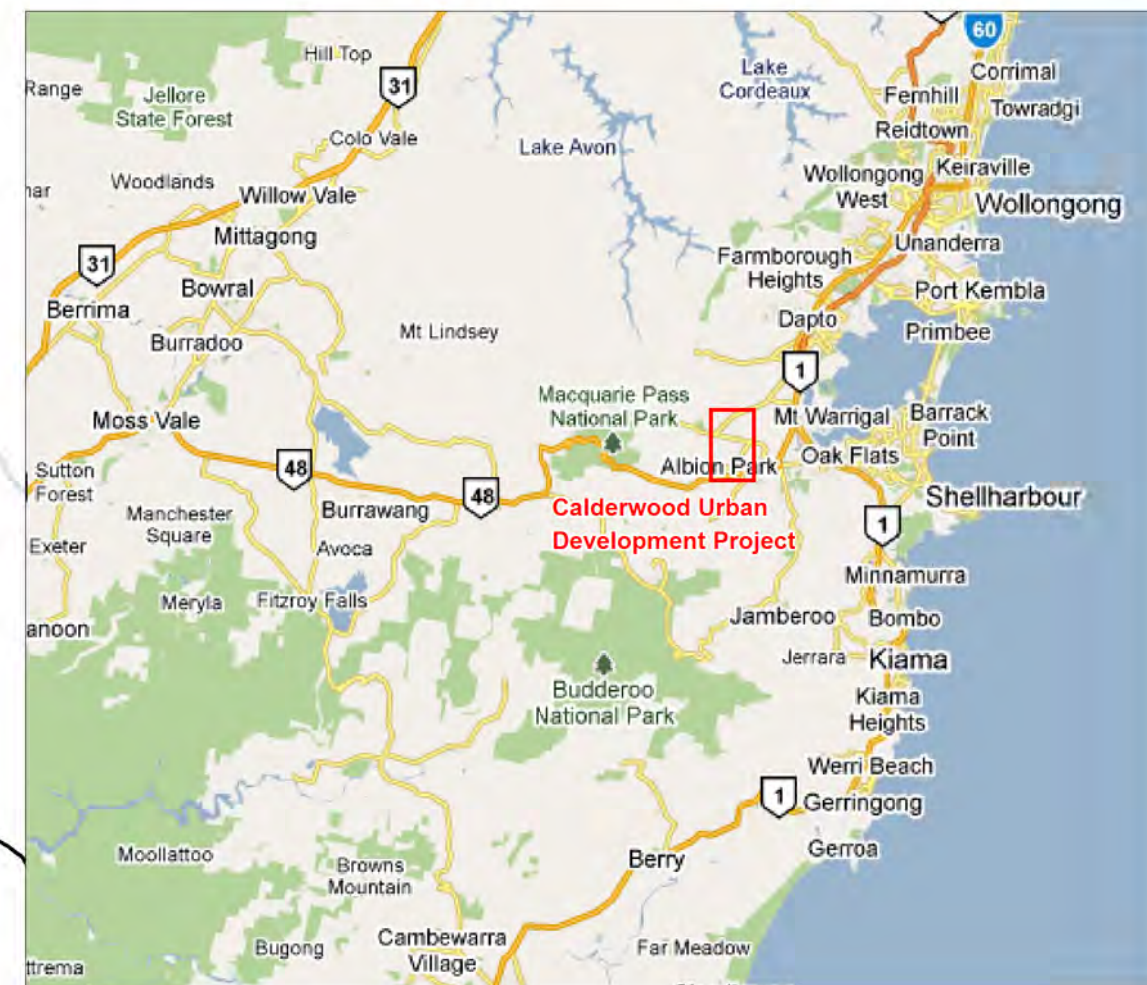 60
Hill Top
Corrimal
Range
31
Lake
Cordeaux
Jellore
State Forest
Fernhill
Towradgi
Colo Vale
Reidtown
Lake Avon
Woodlands
Willow Vale
Wollongong
West
Keiraville
Wollongong
Mittagong
Unanderra
31
Farmborough
Heights
Bowral
Port Kembla
Berrima
Dapto
Primbee
Burradoo
Mt Lindsey
1
Macquarie Pass
National Park
Moss Vale
Mt Warrigal
Barrack
Point
Oak Flats
Albion Park
Sutton
Forest
48
48
Shellharbour
Calderwood Urban
Development Project
Manchester
Square
Burrawang
1
Exeter
Avoca
Minnamurra
Meryla
Fitzroy Falls
Jamberoo
Bombo
anoon
Jerrara
Kiama
Budderoo
National Park
Kiama
Heights
Werri Beach
1
Gerringong
Moollattoo
Berry
Gerroa
Browns
Mountain
Bugong
Cambewarra
Village
Far Meadow
ttrema